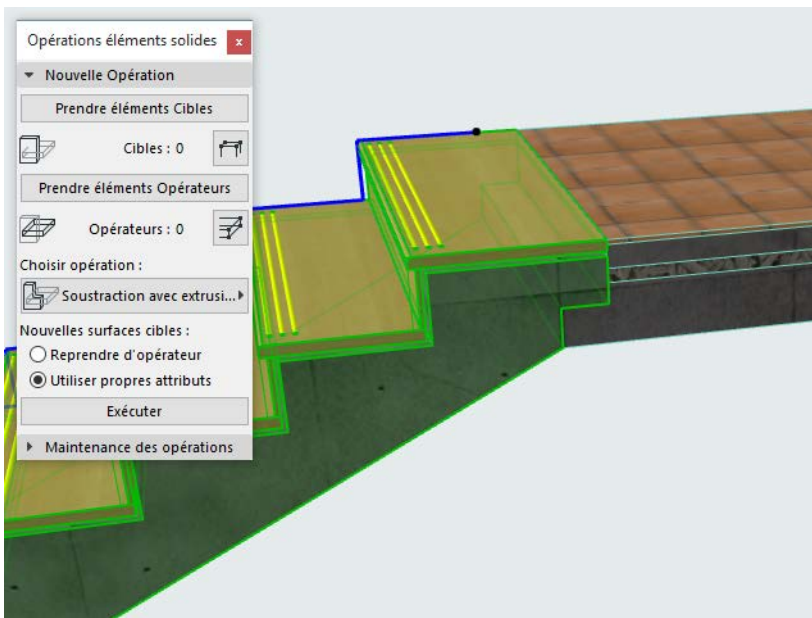 Opérations éléments solides
x
Nouvelle Opération
Prendre éléments Cibles
Cibles : 0
Prendre éléments Opérateurs
Opérateurs : 0
Choisir opération :
Soustraction avec extrusi...
Nouvelles surfaces cibles :
Reprendre d'opérateur
Utiliser propres attributs
Exécuter
Maintenance des opérations